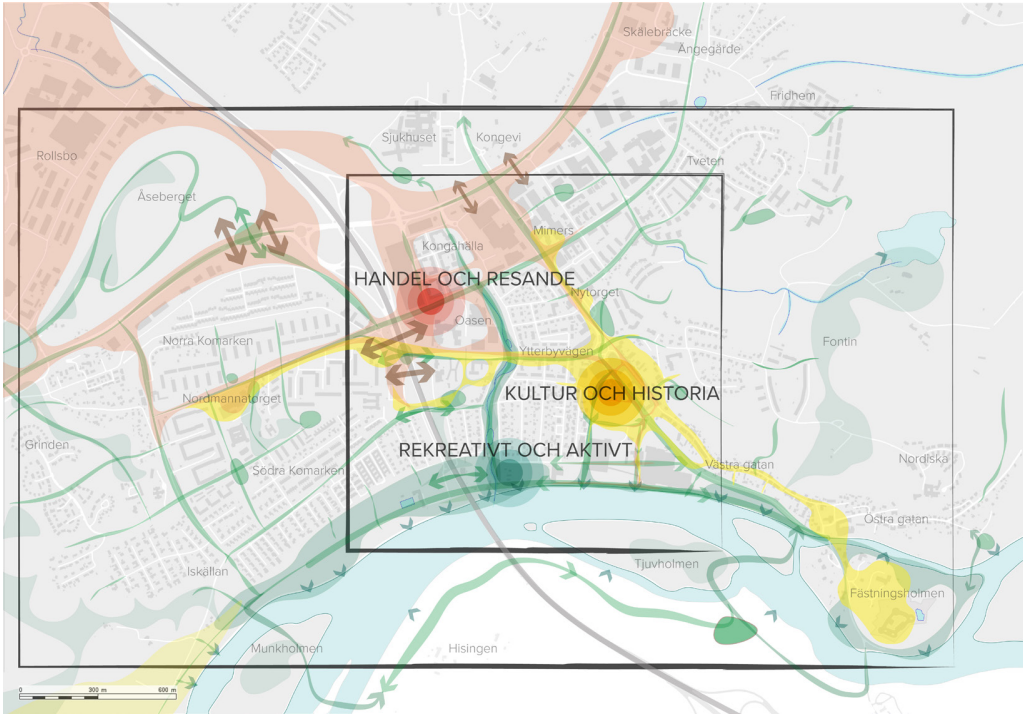 Skälebräcke
Ängegärde
Fridhem
Sjukhuset
Kongevi
Rollsbo
Tveten
Åseberget
Mimers
Kongahälla
HANDEL OCH RESANDE
Nytorget
Oasen
Norra Komarken
Ytterbyvägen
Fontin
Nordmannatorget
KULTUR OCH HISTORIA
Grinden
REKREATIVT OCH AKTIVT
Nordiska
Södra Komarken
Västra gatan
Östra gatan
Iskällan
Tjuvholmen
Fästningsholmen
Munkholmen
Hisingen
0 300 m 600 m